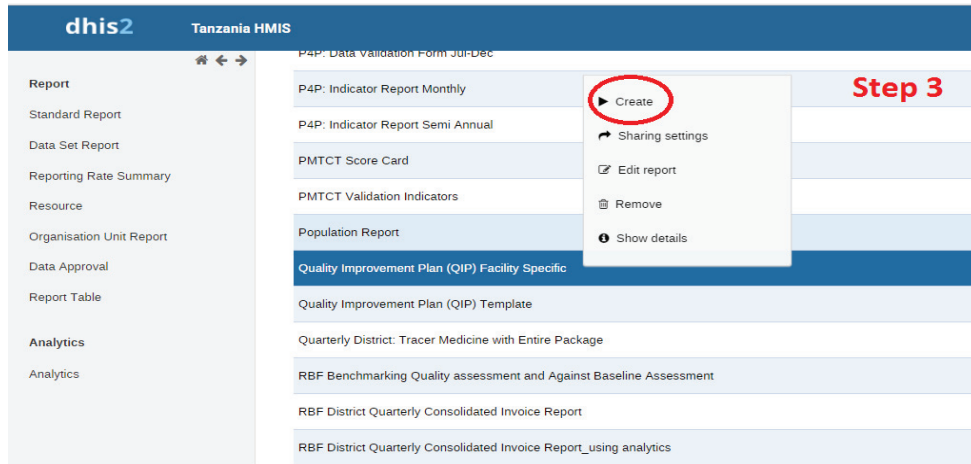 dhis2 Tanzania HMIS
Report
Standard Report
Data Set Report
Reporting Rate Summary
Resource
Organisation Unit Report
Data Approval
Report Table
Analytics
Analytics
P4P: Data Validation Form Jul-Dec
P4P: Indicator Report Monthly
P4P: Indicator Report Semi Annual
PMTCT Score Card
PMTCT Validation Indicators
Population Report
Quality Improvement Plan (QIP) Facility Specific
Quality Improvement Plan (QIP) Template
Quarterly District: Tracer Medicine with Entire Package
RBF Benchmarking Quality assessment and Against Baseline Assessment
RBF District Quarterly Consolidated Invoice Report
RBF District Quarterly Consolidated Invoice Report_using analytics
Create
Sharing settings
Edit report
Remove
Show details
Step 3